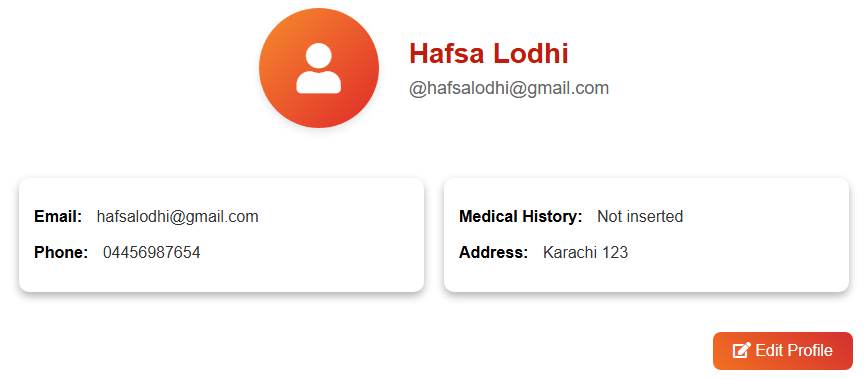 Hafsa Lodhi
@hafsalodhi@gmail.com
Email: hafsalodhi@gmail.com
Phone: 04456987654
Medical History: Not inserted
Address: Karachi 123
Edit Profile